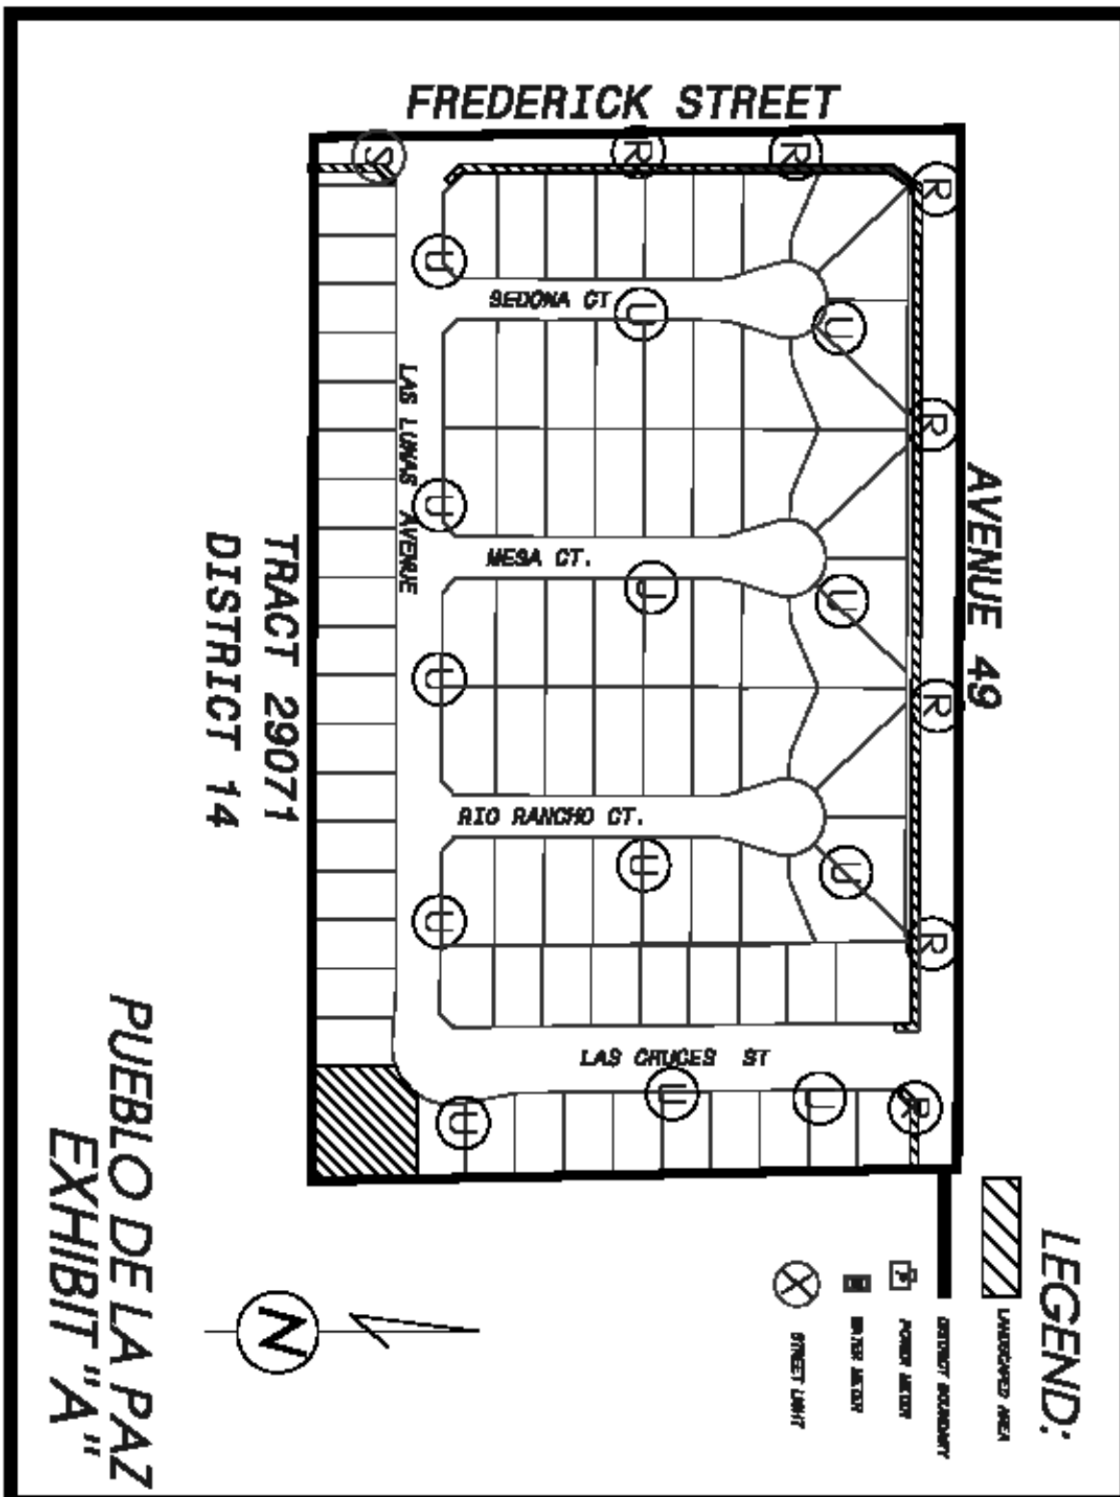 FREDERICK STREET
S
R
R
R
U
SEDONA CT
U
U
LAS LUNAS AVENUE
R
AVENUE 49
U
MESA CT.
U
U
U
R
TRACT 29071
DISTRICT 14
RIO RANCHO CT.
U
U
U
R
LAS CRUCES ST
U
U
U
R
PUEBLO DE LA PAZ
EXHIBIT "A"
N
LEGEND:
LANDSCAPED AREA
DISTRICT BOUNDARY
P
POWER METER
WATER METER
STREET LIGHT